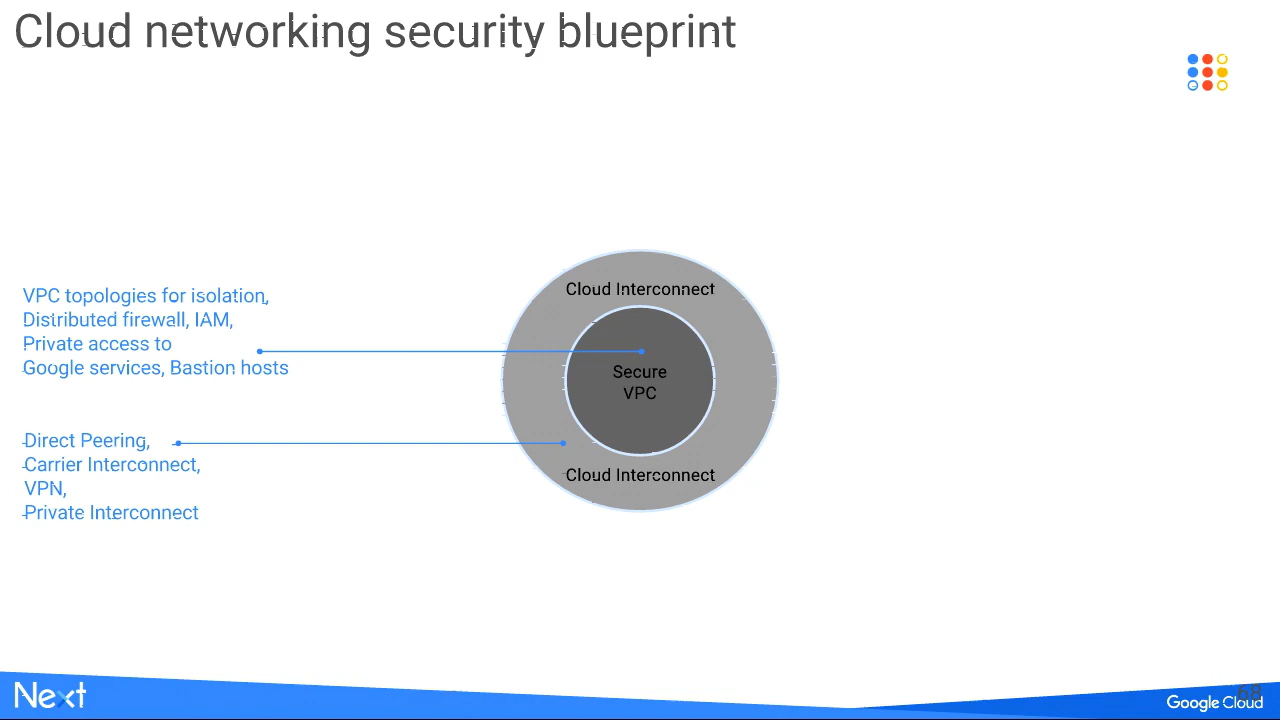 Cloud networking security blueprint
VPC topologies for isolation,
Distributed firewall, IAM,
Private access to
Google services, Bastion hosts
Direct Peering,
Carrier Interconnect,
VPN,
Private Interconnect
Cloud Interconnect
Secure
VPC
Cloud Interconnect
Next
68
Google Cloud